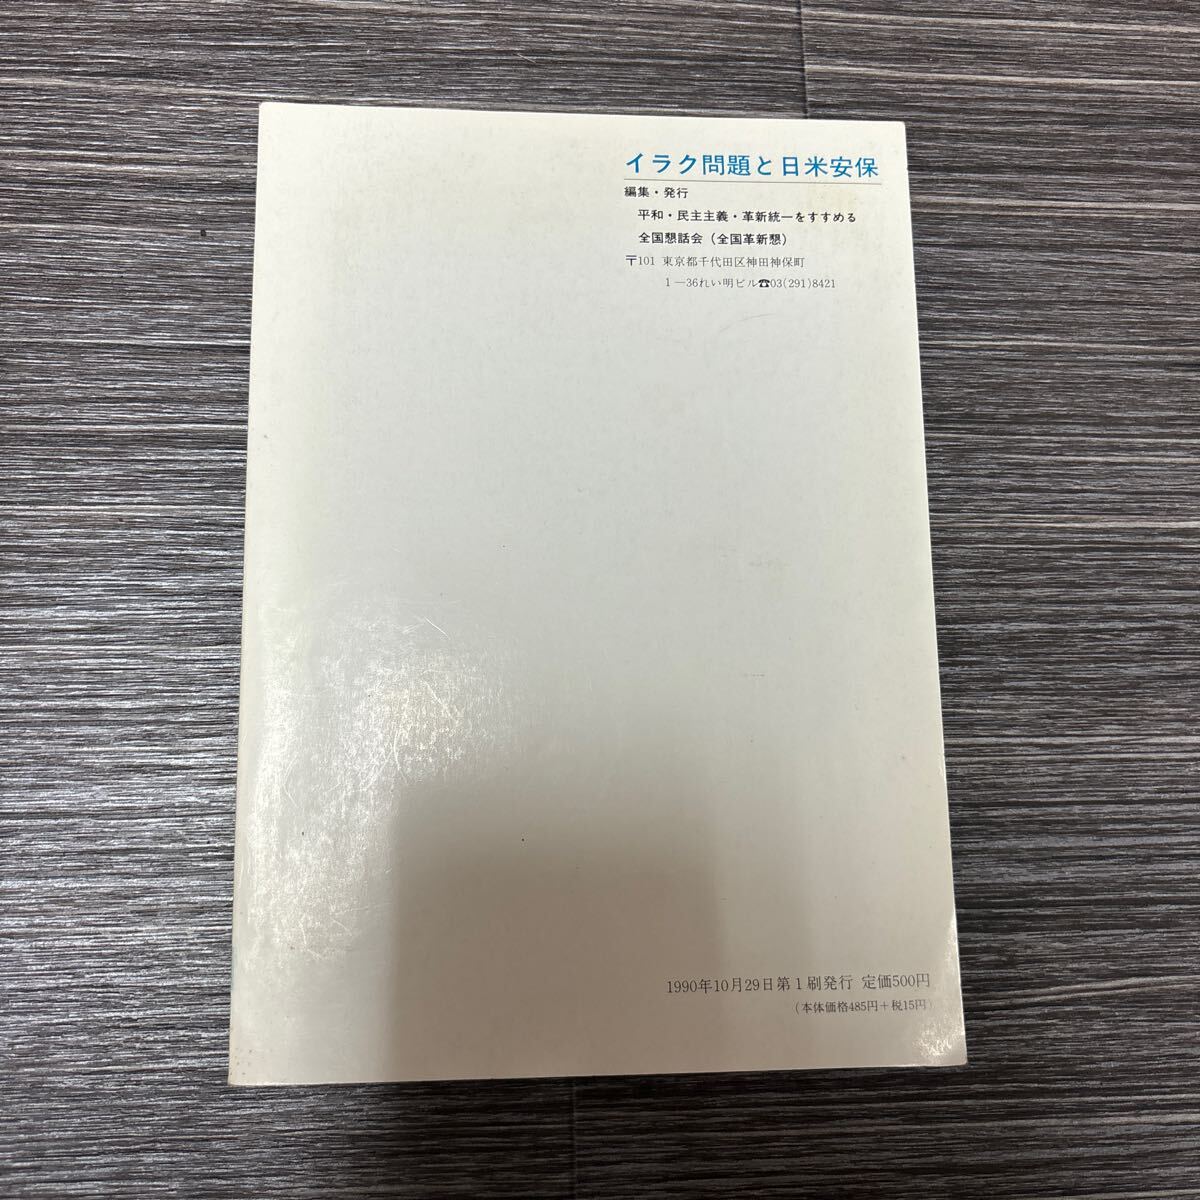 イラク問題と日米安保
編集・発行
平和・民主主義・革新統一をすすめる
全国懇話会（全国革新懇）
〒101 東京都千代田区神田神保町
1―36れい明ビル☎03(291)8421
1990年10月29日第1刷発行 定価500円
（本体価格485円＋税15円）